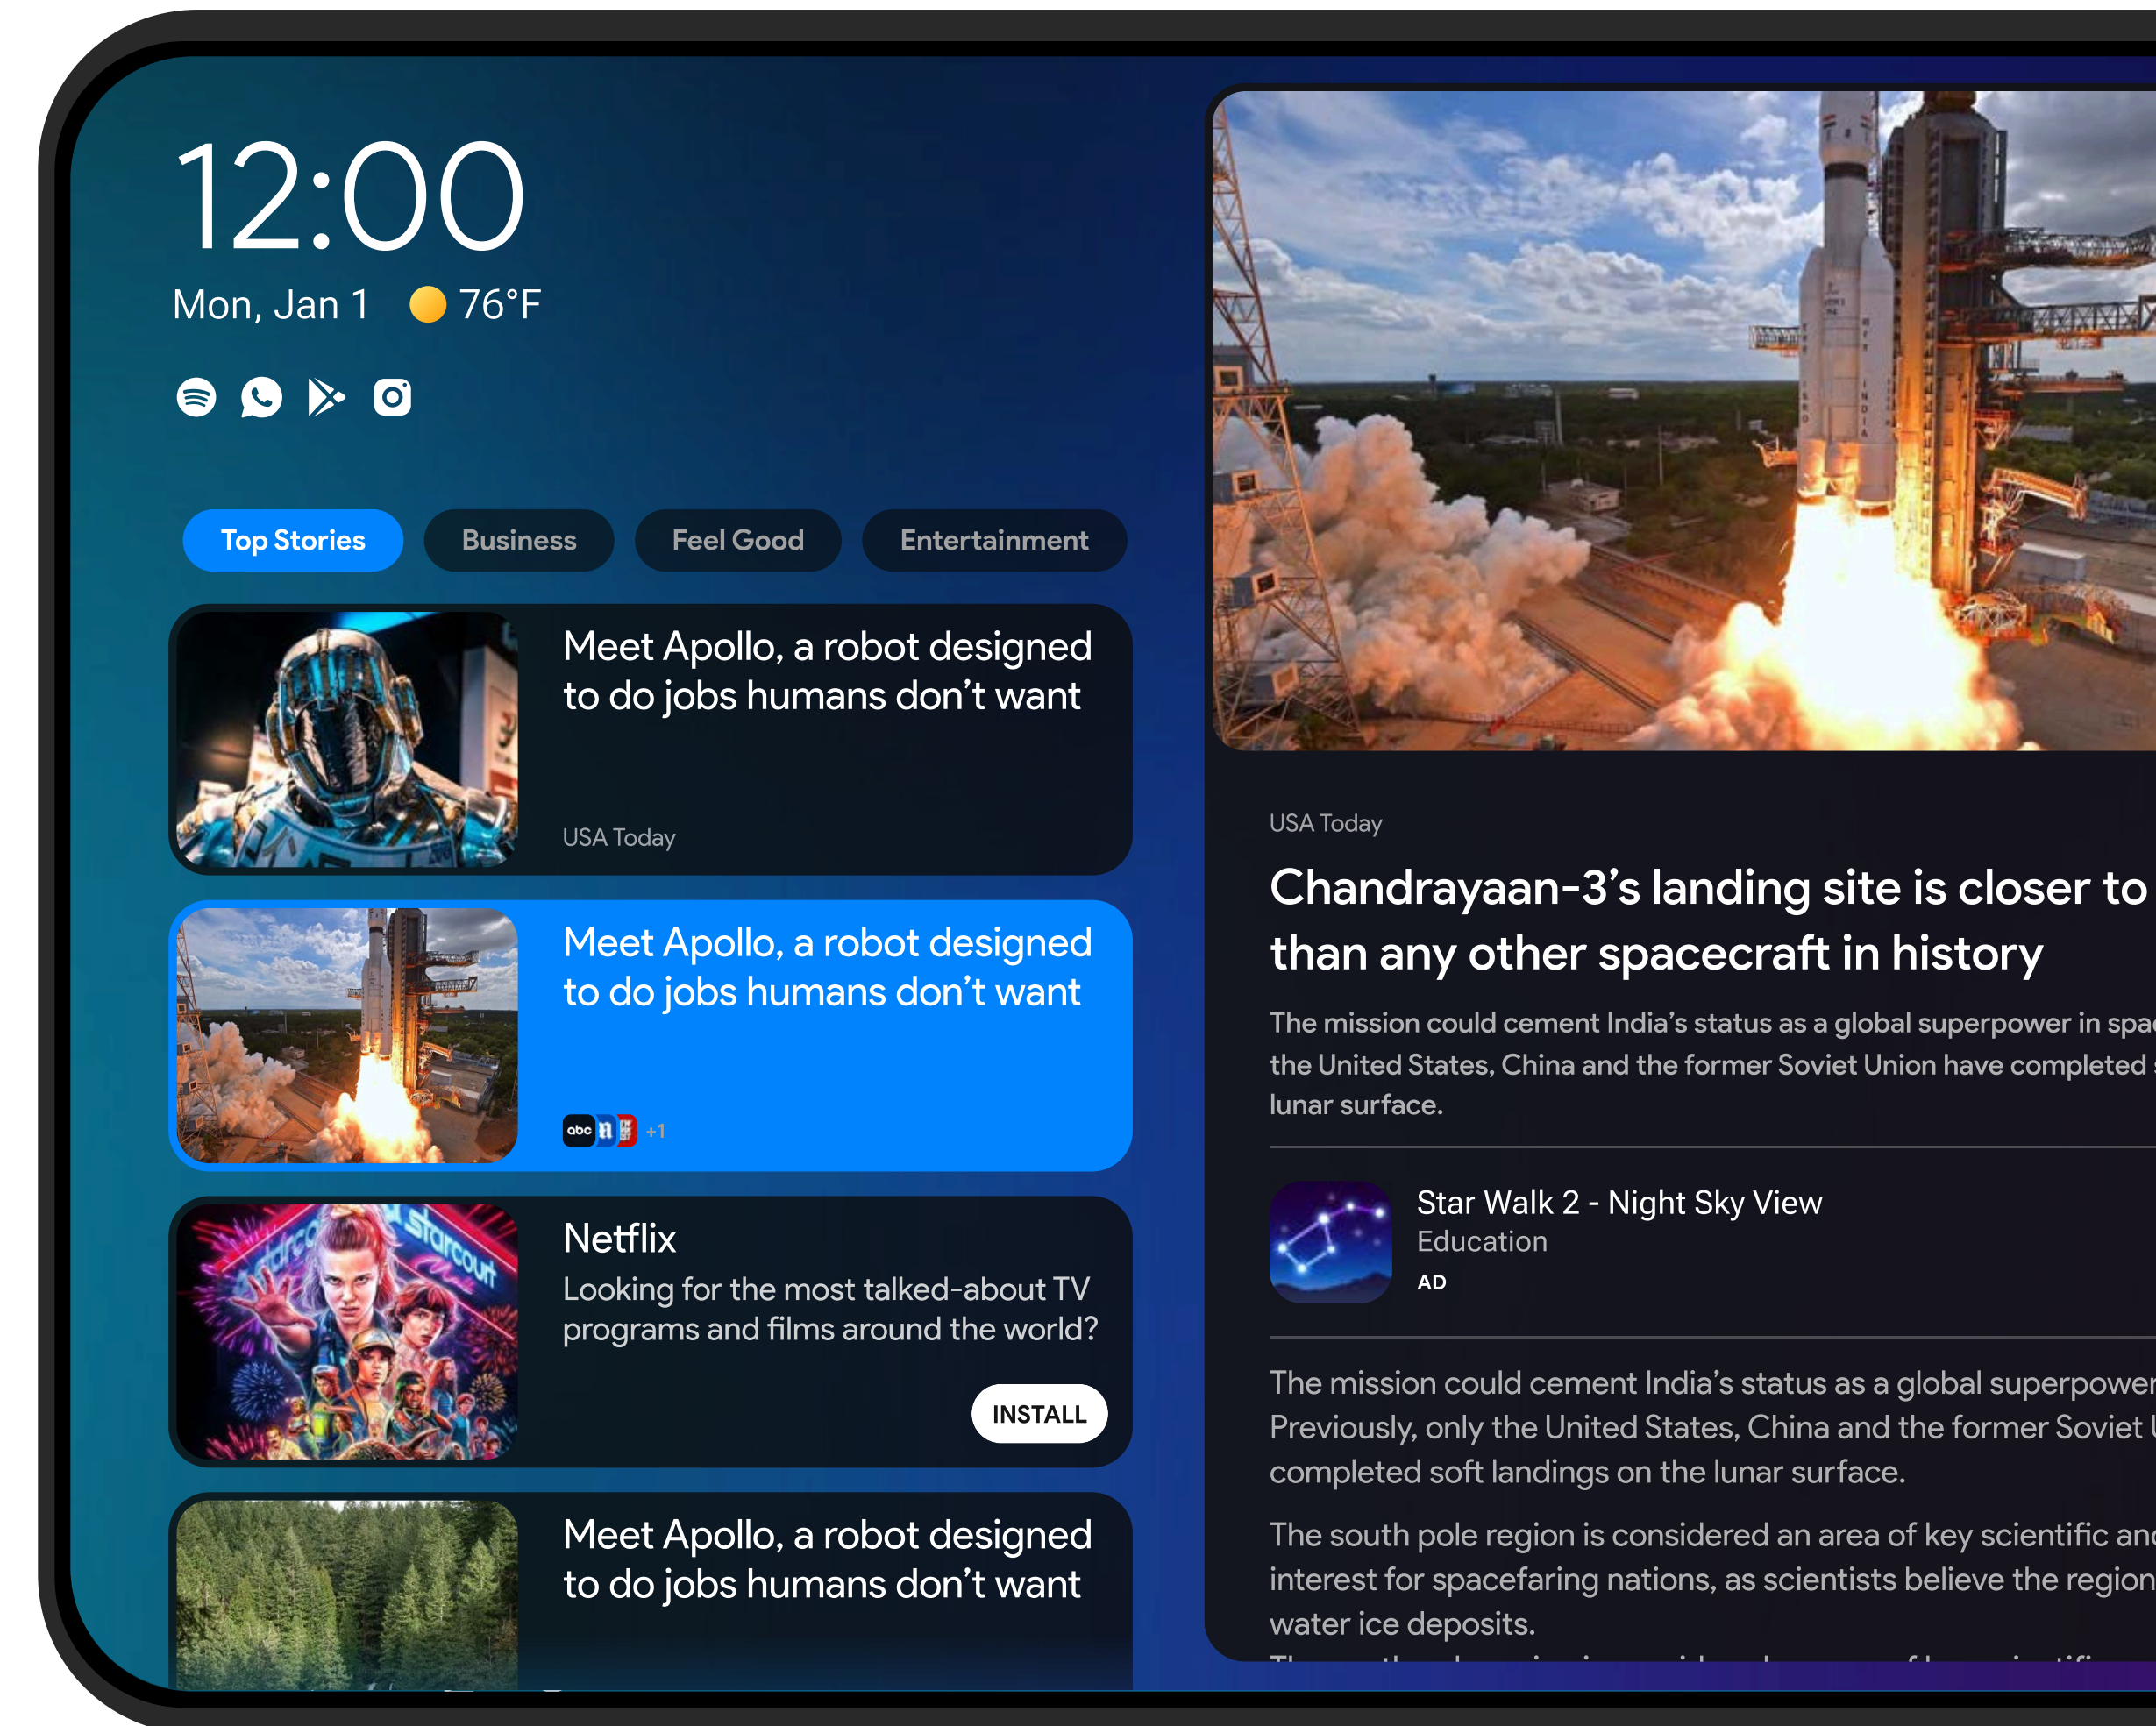 12:00
Mon, Jan 1 76°F
Top Stories Business Feel Good Entertainment
Meet Apollo, a robot designed
to do jobs humans don't want
USA Today
Meet Apollo, a robot designed
to do jobs humans don't want
abc n +1
starcourt
Netflix
Looking for the most talked-about TV
programs and films around the world?
INSTALL
Meet Apollo, a robot designed
to do jobs humans don't want
INDIA
USA Today
Chandrayaan-3's landing site is closer to
than any other spacecraft in history
The mission could cement India's status as a global superpower in
the United States, China and the former Soviet Union have completed
lunar surface.
Star Walk 2 - Night Sky View
Education
AD
The mission could cement India's status as a global superpower
Previously, only the United States, China and the former Soviet
completed soft landings on the lunar surface.
The south pole region is considered an area of key scientific and
interest for spacefaring nations, as scientists believe the region
water ice deposits.